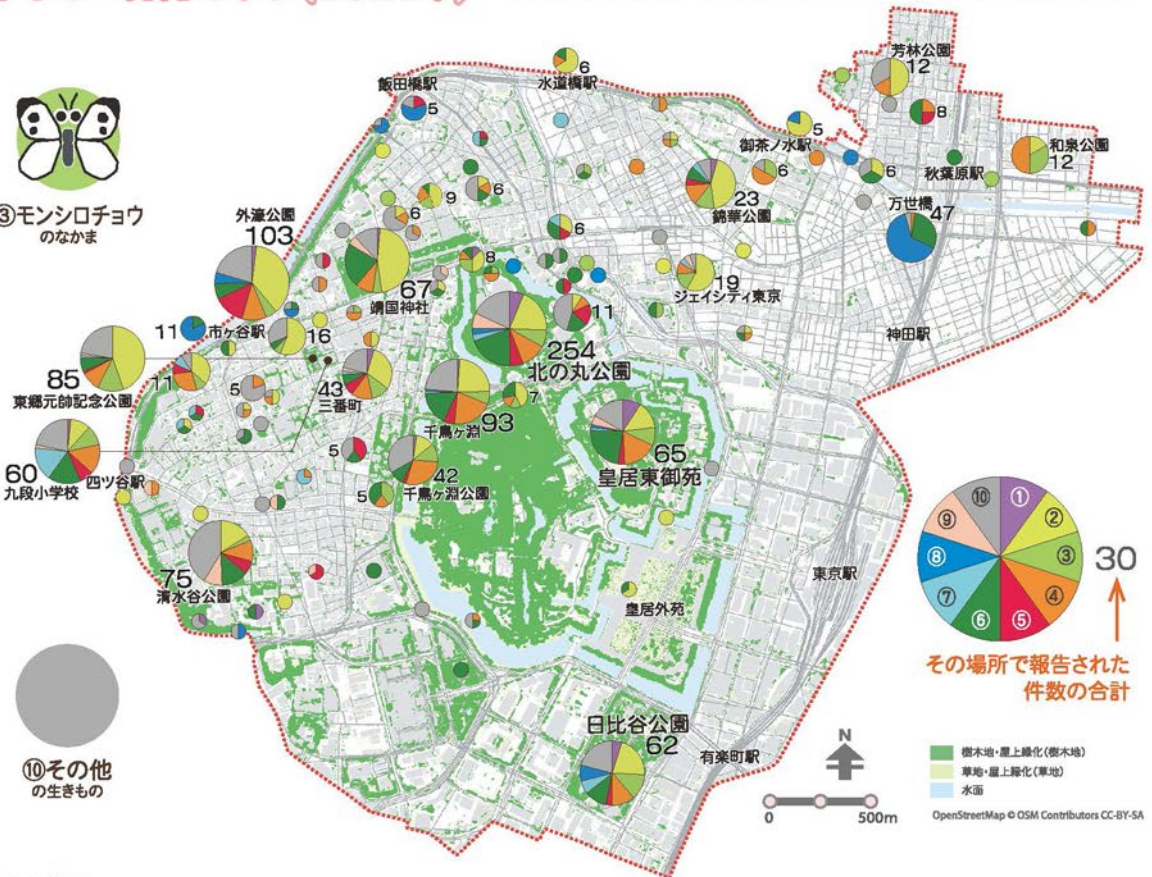 ③モンシロチョウ
のなかま
⑩その他
の生きもの
飯田橋駅
5
6
水道橋駅
芳林公園
12
8
5
御茶ノ水駅
和泉公園
12
秋葉原駅
6
6
万世橋
47
23
錦華公園
9
6
6
6
8
外濠公園
103
67
靖国神社
19
ジェイシティ東京
神田駅
11
市ヶ谷駅
16
11
254
北の丸公園
85
東郷元帥記念公園
11
5
43
三番町
千鳥ヶ淵
93
7
65
皇居東御苑
60
九段小学校
四ツ谷駅
5
42
千鳥ヶ淵公園
5
75
清水谷公園
皇居外苑
東京駅
日比谷公園
62
有楽町駅
①
②
③
④
⑤
⑥
⑦
⑧
⑨
⑩
30
その場所で報告された
件数の合計
N
0
500m
樹木地・屋上緑化(樹木地)
草地・屋上緑化(草地)
水面
OpenStreetMap © OSM Contributors CC-BY-SA